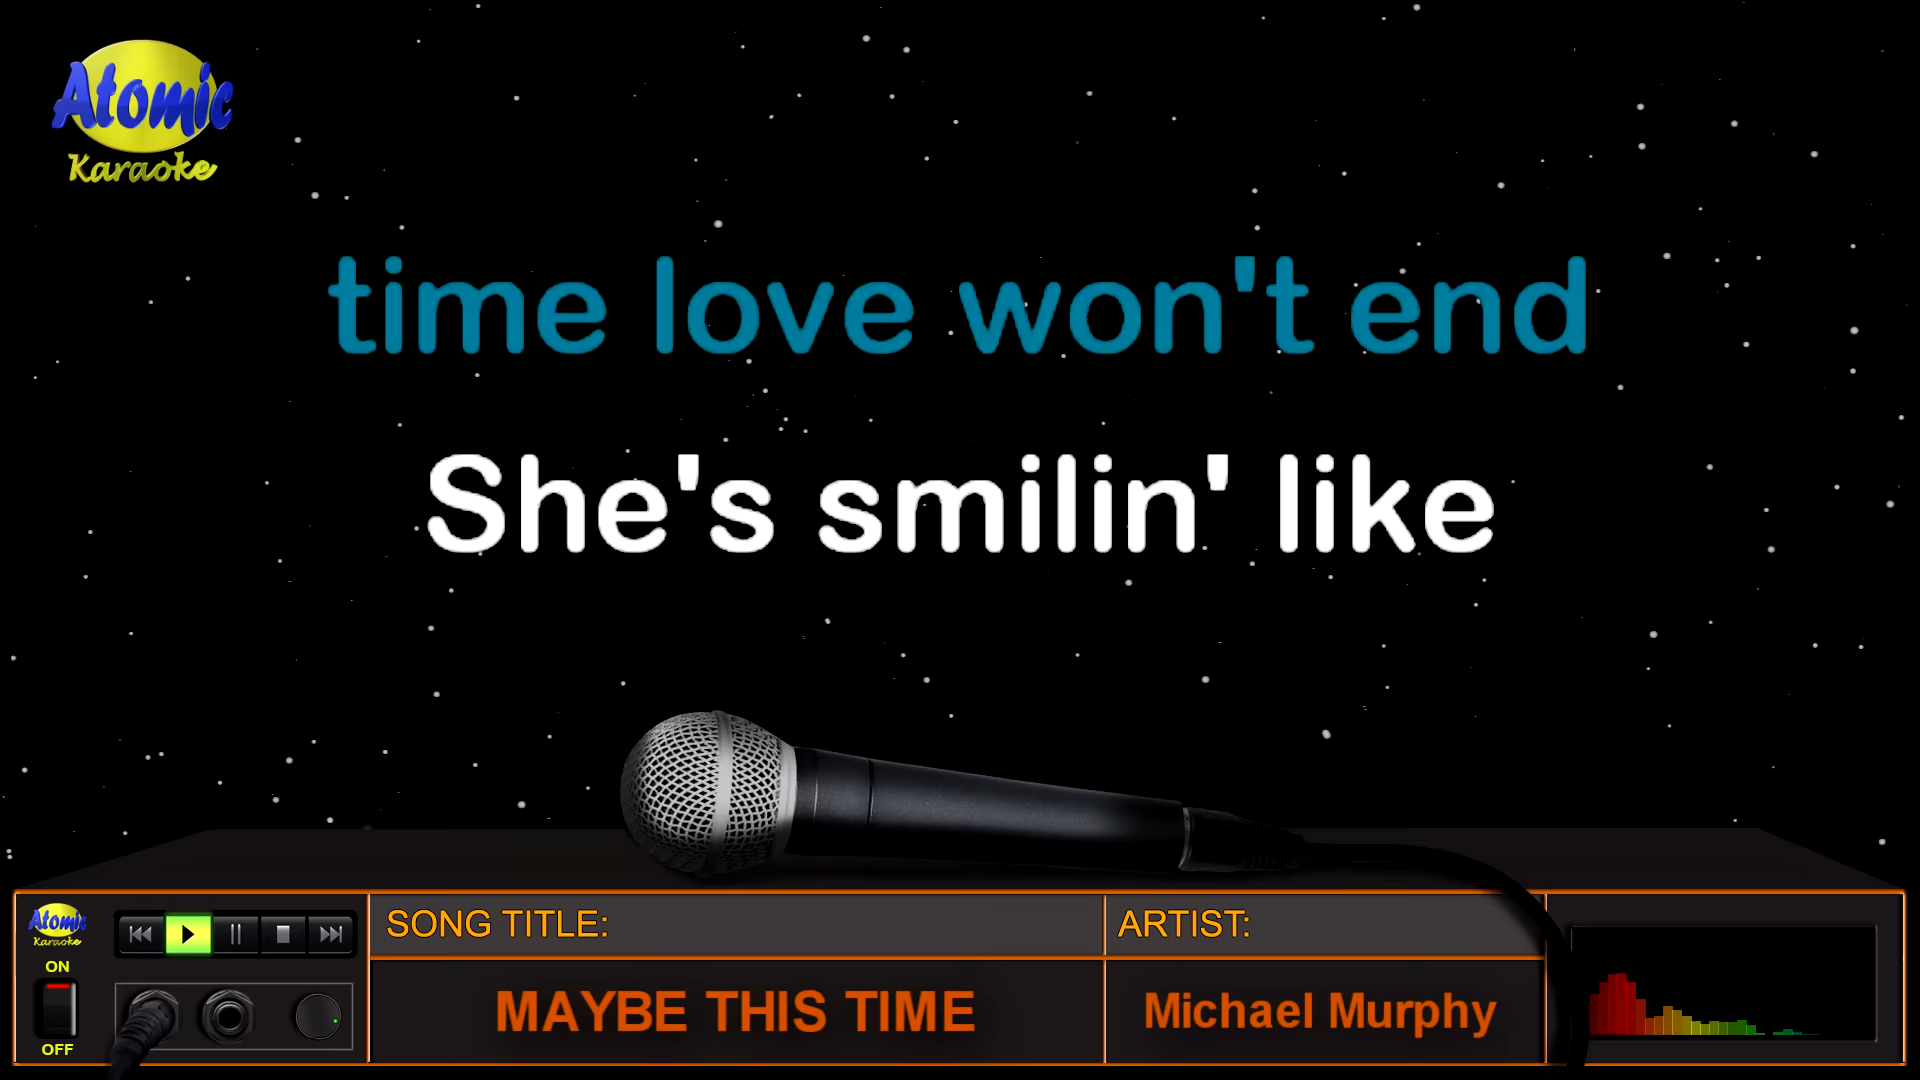 Atomic
Karaoke
time love won't end
She's smilin' like
Atomic
Karaoke
ON
OFF
SONG TITLE:
ARTIST:
MAYBE THIS TIME
Michael Murphy